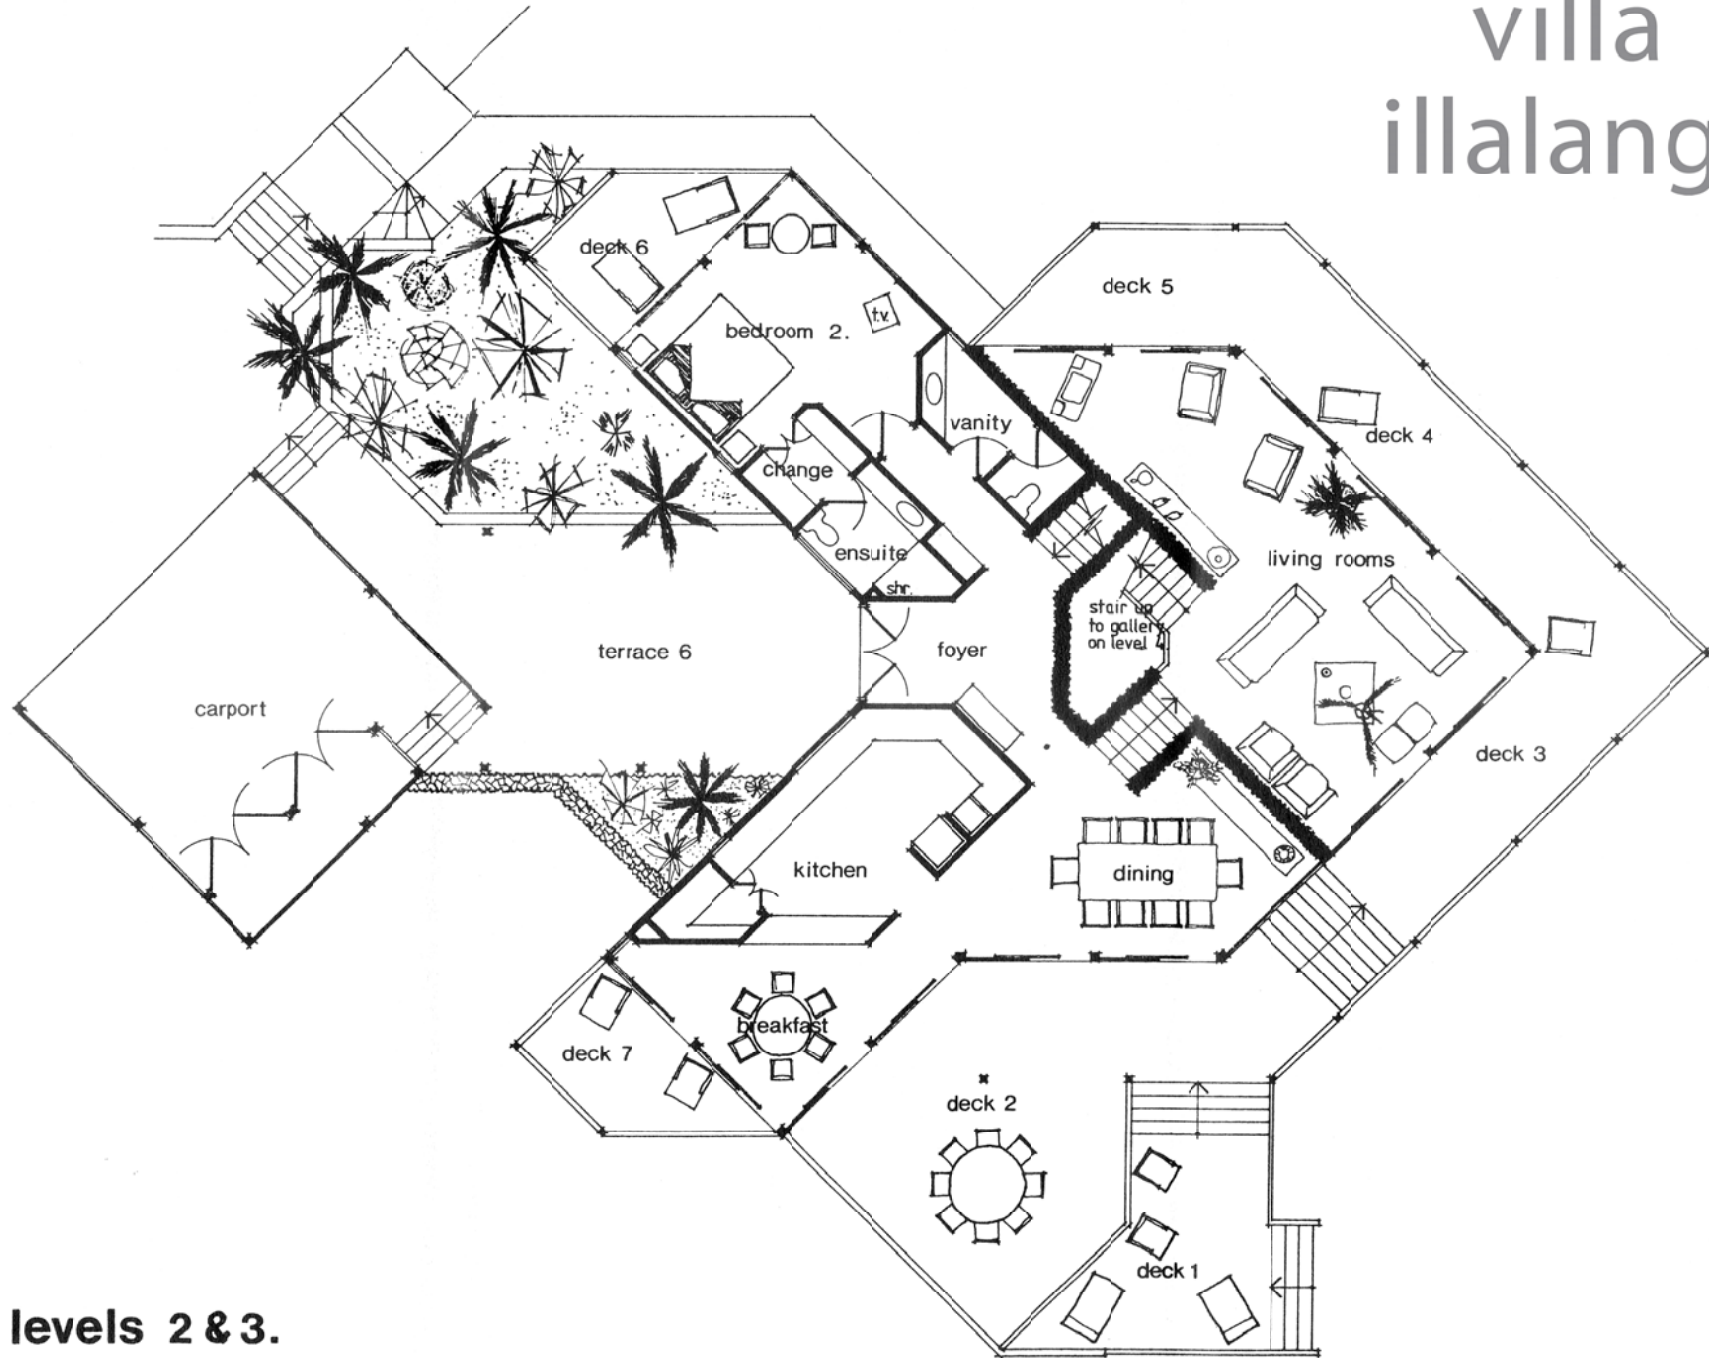 villa
illalang
deck 6
deck 5
t.v.
bedroom 2.
vanity
deck 4
change
ensuite
living rooms
shr.
stair up
to gallery
on level 4
terrace 6
foyer
carport
deck 3
kitchen
dining
breakfast
deck 7
deck 2
deck 1
levels 2 & 3.